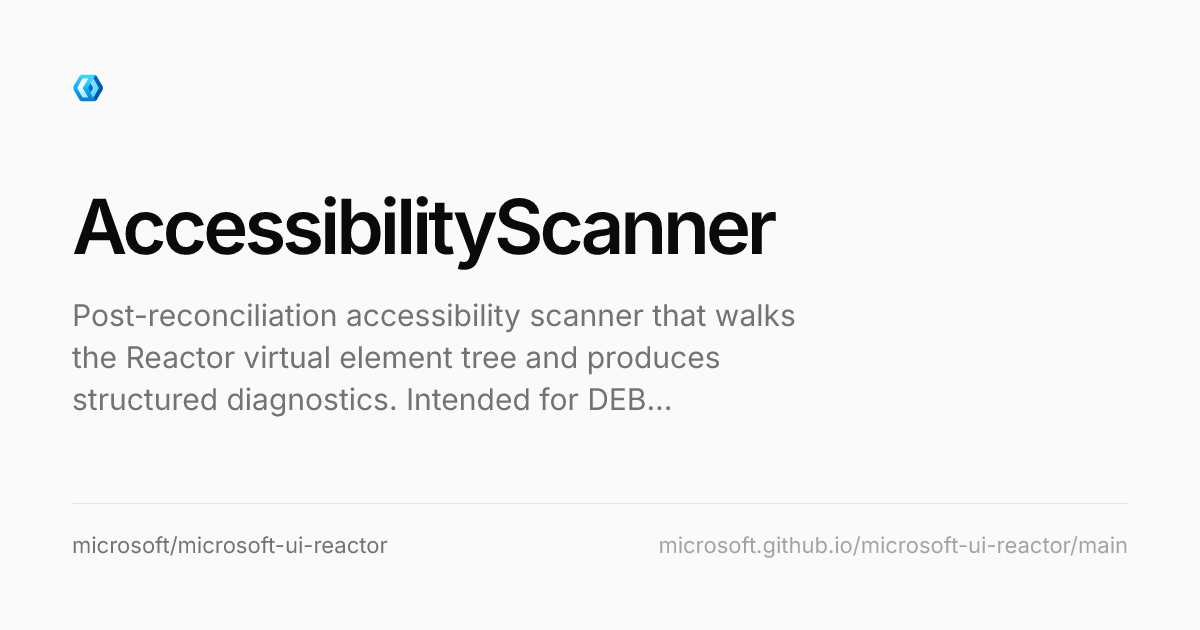 AccessibilityScanner
Post-reconciliation accessibility scanner that walks
the Reactor virtual element tree and produces
structured diagnostics. Intended for DEB...
microsoft/microsoft-ui-reactor
microsoft.github.io/microsoft-ui-reactor/main